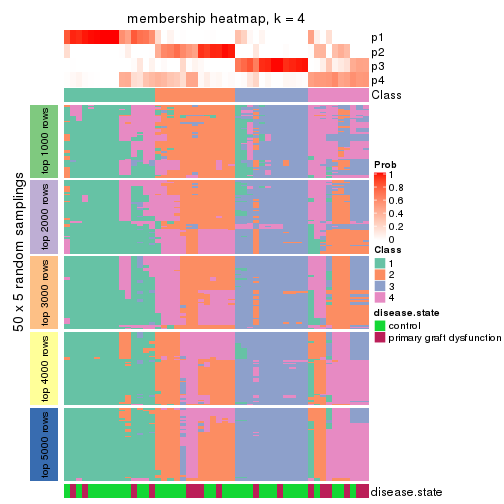 membership heatmap, k = 4
p1
p2
p3
p4
Class
50 x 5 random samplings
top 1000 rows
top 2000 rows
top 3000 rows
top 4000 rows
top 5000 rows
disease.state
Prob
1
0.8
0.6
0.4
0.2
0
Class
1
2
3
4
disease.state
control
primary graft dysfunction